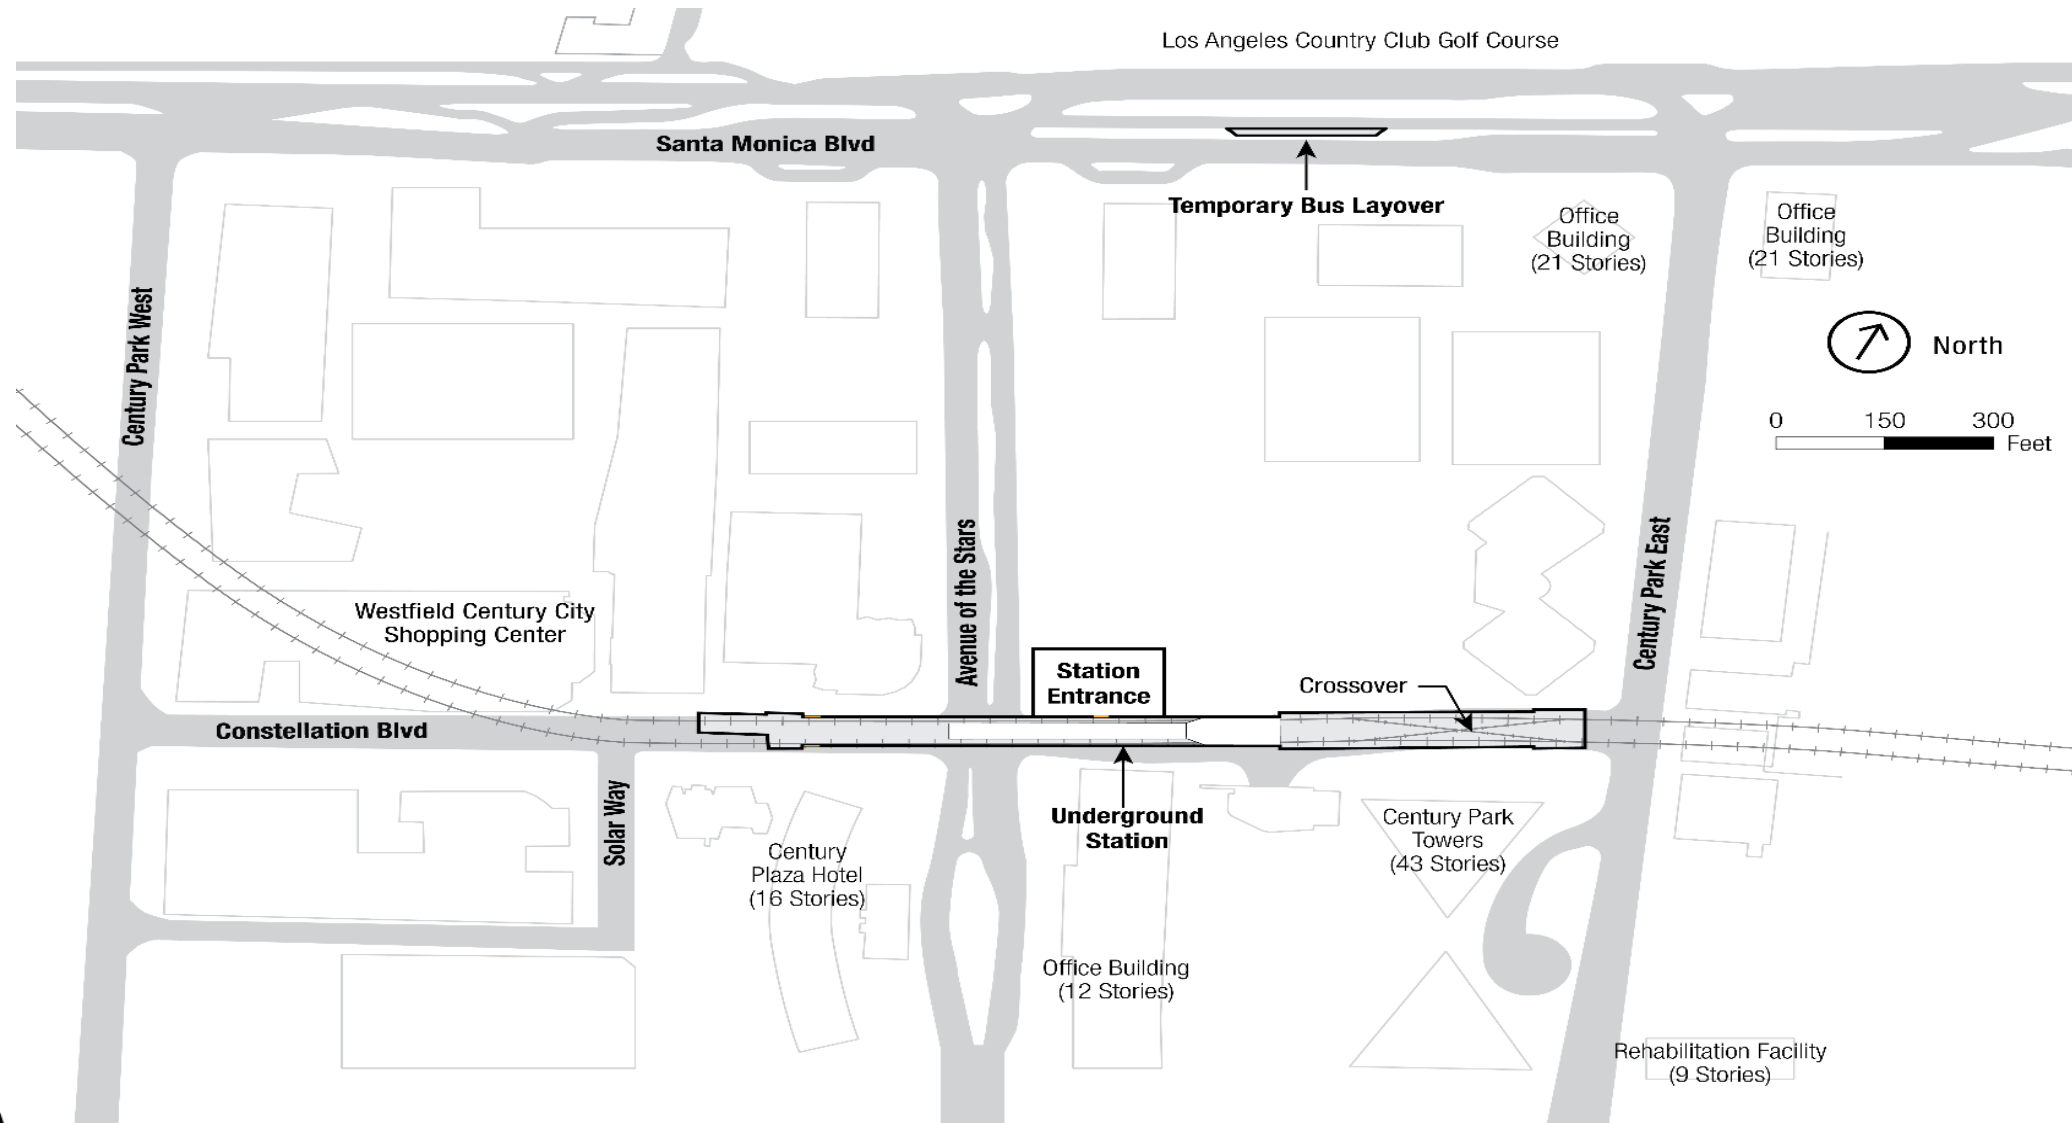 Los Angeles Country Club Golf Course
Santa Monica Blvd
Temporary Bus Layover
Office
Building
(21 Stories)
Office
Building
(21 Stories)
North
0 150 300
Feet
Century Park West
Avenue of the Stars
Century Park East
Westfield Century City
Shopping Center
Station
Entrance
Crossover
Constellation Blvd
Solar Way
Underground
Station
Century
Plaza Hotel
(16 Stories)
Century Park
Towers
(43 Stories)
Office Building
(12 Stories)
Rehabilitation Facility
(9 Stories)